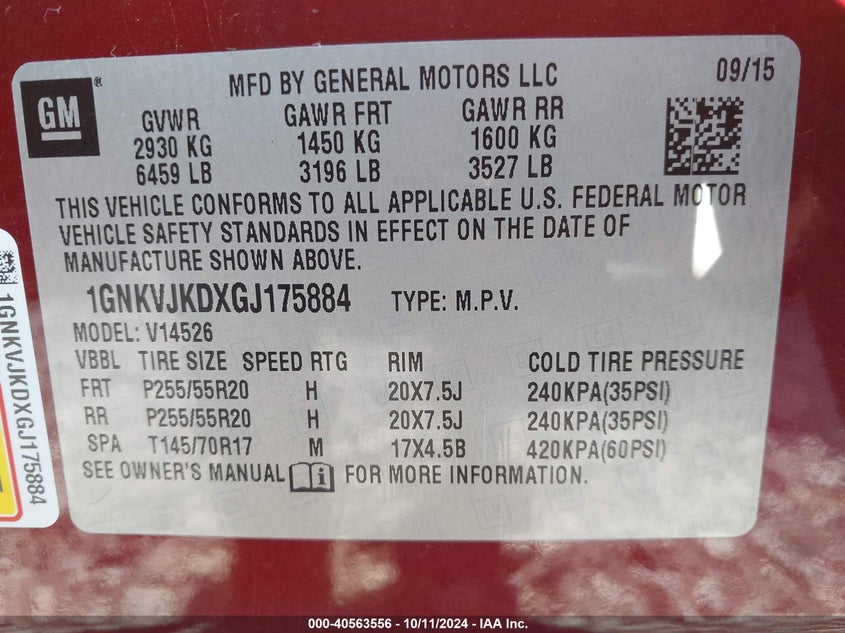 GM®
MFD BY GENERAL MOTORS LLC 09/15
GVWR GAWR FRT GAWR RR
2930 KG 1450 KG 1600 KG
6459 LB 3196 LB 3527 LB
THIS VEHICLE CONFORMS TO ALL APPLICABLE U.S. FEDERAL MOTOR
VEHICLE SAFETY STANDARDS IN EFFECT ON THE DATE OF
MANUFACTURE SHOWN ABOVE.
1GNKVJKDXGJ175884 TYPE: M.P.V.
MODEL: V14526
VBBL TIRE SIZE SPEED RTG RIM COLD TIRE PRESSURE
FRT P255/55R20 H 20X7.5J 240KPA(35PSI)
RR P255/55R20 H 20X7.5J 240KPA(35PSI)
SPA T145/70R17 M 17X4.5B 420KPA(60PSI)
SEE OWNER'S MANUAL FOR MORE INFORMATION.
1GNKVJKDXGJ175884
000-40563556 - 10/11/2024 - IAA Inc.